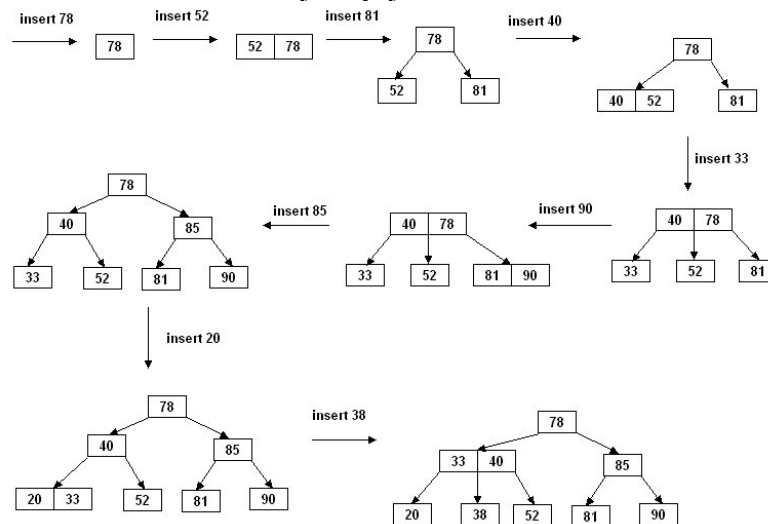 insert 78
78
insert 52
52 78
insert 81
78
52 81
insert 40
78
40 52 81
insert 33
40 78
33 52 81
insert 90
40 78
33 52 81 90
insert 85
78
40 85
33 52 81 90
insert 20
78
40 85
20 33 52 81 90
insert 38
78
33 40 85
20 38 52 81 90